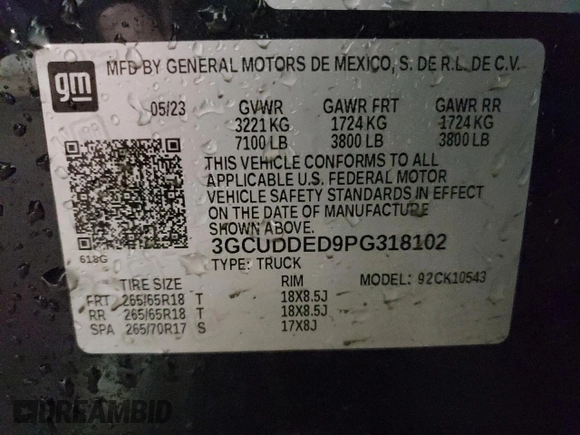 gm
MFD BY GENERAL MOTORS DE MEXICO, S. DE R.L. DE C.V.
05/23 GVWR GAWR FRT GAWR RR
3221 KG 1724 KG 1724 KG
7100 LB 3800 LB 3800 LB
THIS VEHICLE CONFORMS TO ALL
APPLICABLE U.S. FEDERAL MOTOR
VEHICLE SAFETY STANDARDS IN EFFECT
ON THE DATE OF MANUFACTURE
SHOWN ABOVE.
3GCUDDED9PG318102
618G
TYPE: TRUCK MODEL: 92CK10543
TIRE SIZE RIM
FRT 265/65R18 T 18X8.5J
RR 265/65R18 T 18X8.5J
SPA 265/70R17 S 17X8J
DREAMBID